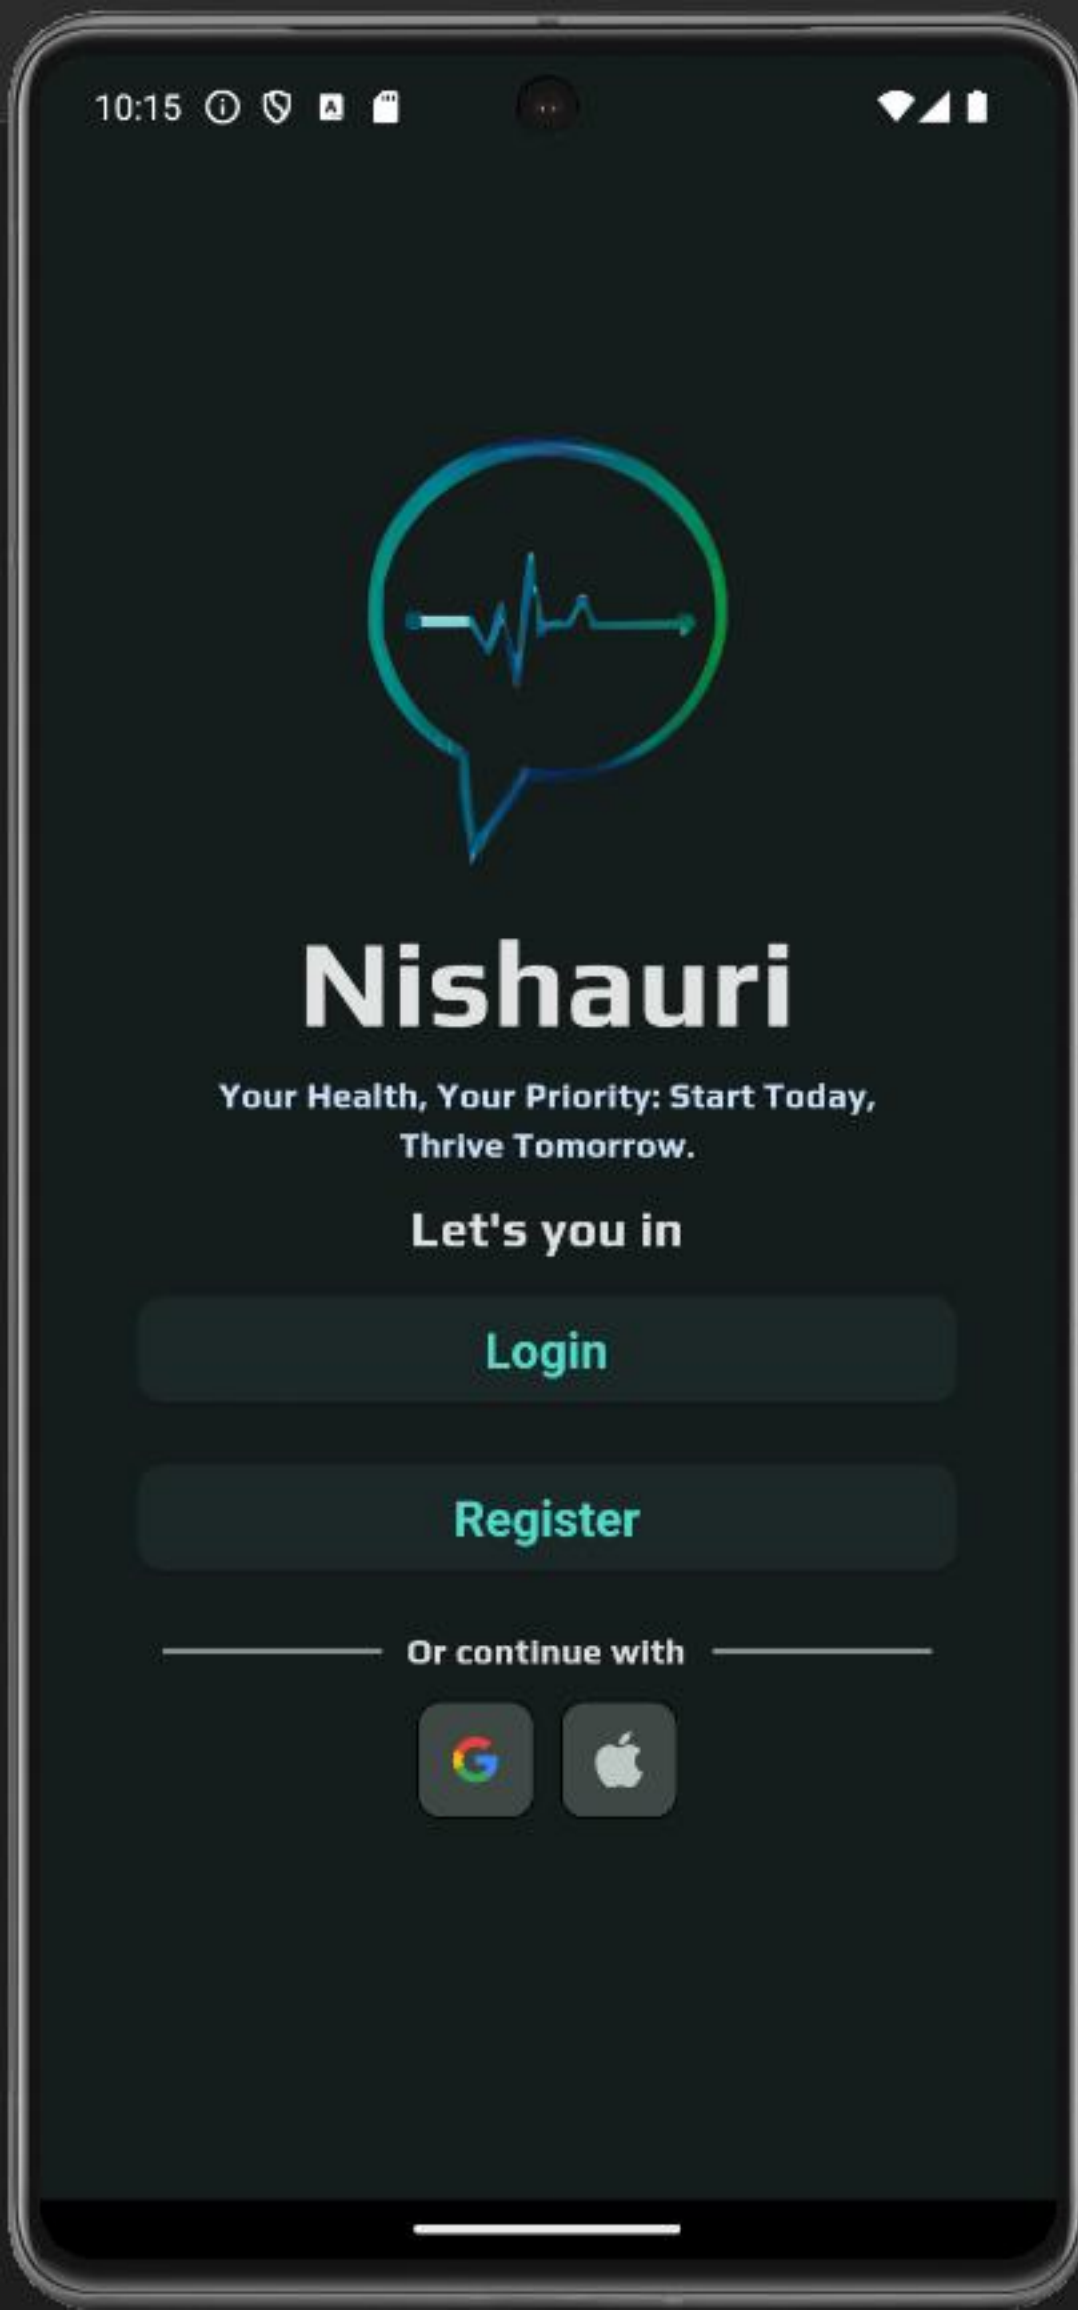 10:15
Nishauri
Your Health, Your Priority: Start Today,
Thrive Tomorrow.
Let's you in
Login
Register
Or continue with